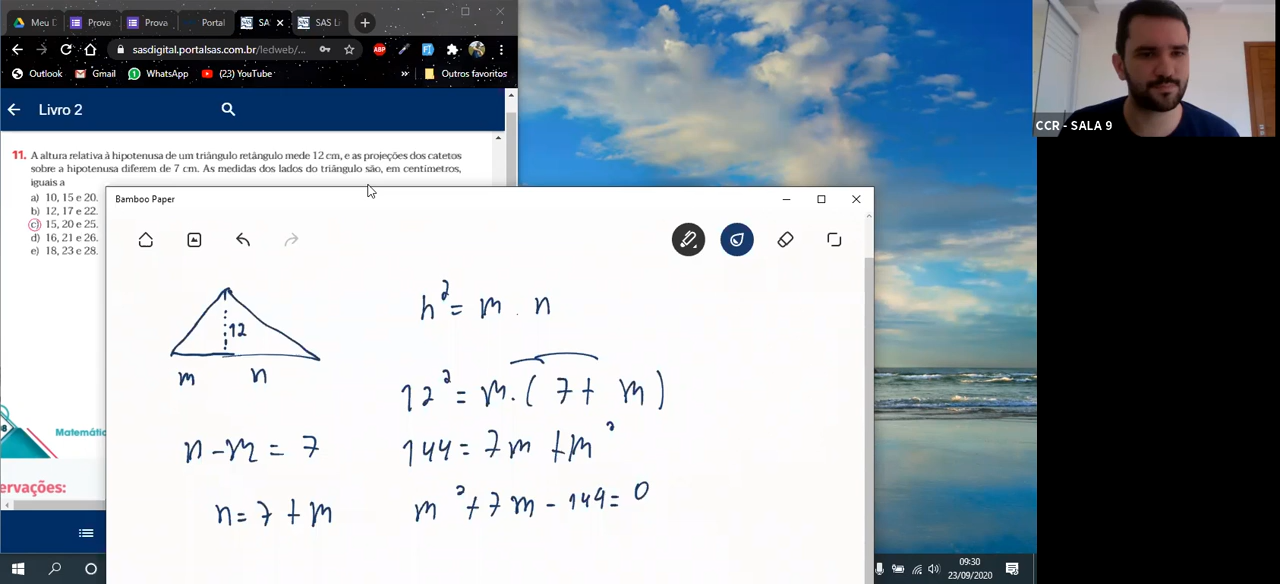 Meu D
Prova
Prova
Portal
SA
SAS Li
sasdigital.portalsas.com.br/ledweb/...
ABP
Outlook
Gmail
WhatsApp
(23) YouTube
»
Outros favoritos
Livro 2
11. A altura relativa à hipotenusa de um triângulo retângulo mede 12 cm, e as projeções dos catetos
sobre a hipotenusa diferem de 7 cm. As medidas dos lados do triângulo são, em centímetros,
iguais a
a) 10, 15 e 20.
b) 12, 17 e 22.
c) 15, 20 e 25.
d) 16, 21 e 26.
e) 18, 23 e 28.
Matemátic
ervações:
Bamboo Paper
12
m n
n - m = 7
n = 7 + m
h² = m . n
12² = m . ( 7 + m )
144 = 7m + m²
m² + 7m - 144 = 0
CCR - SALA 9
09:30
23/09/2020